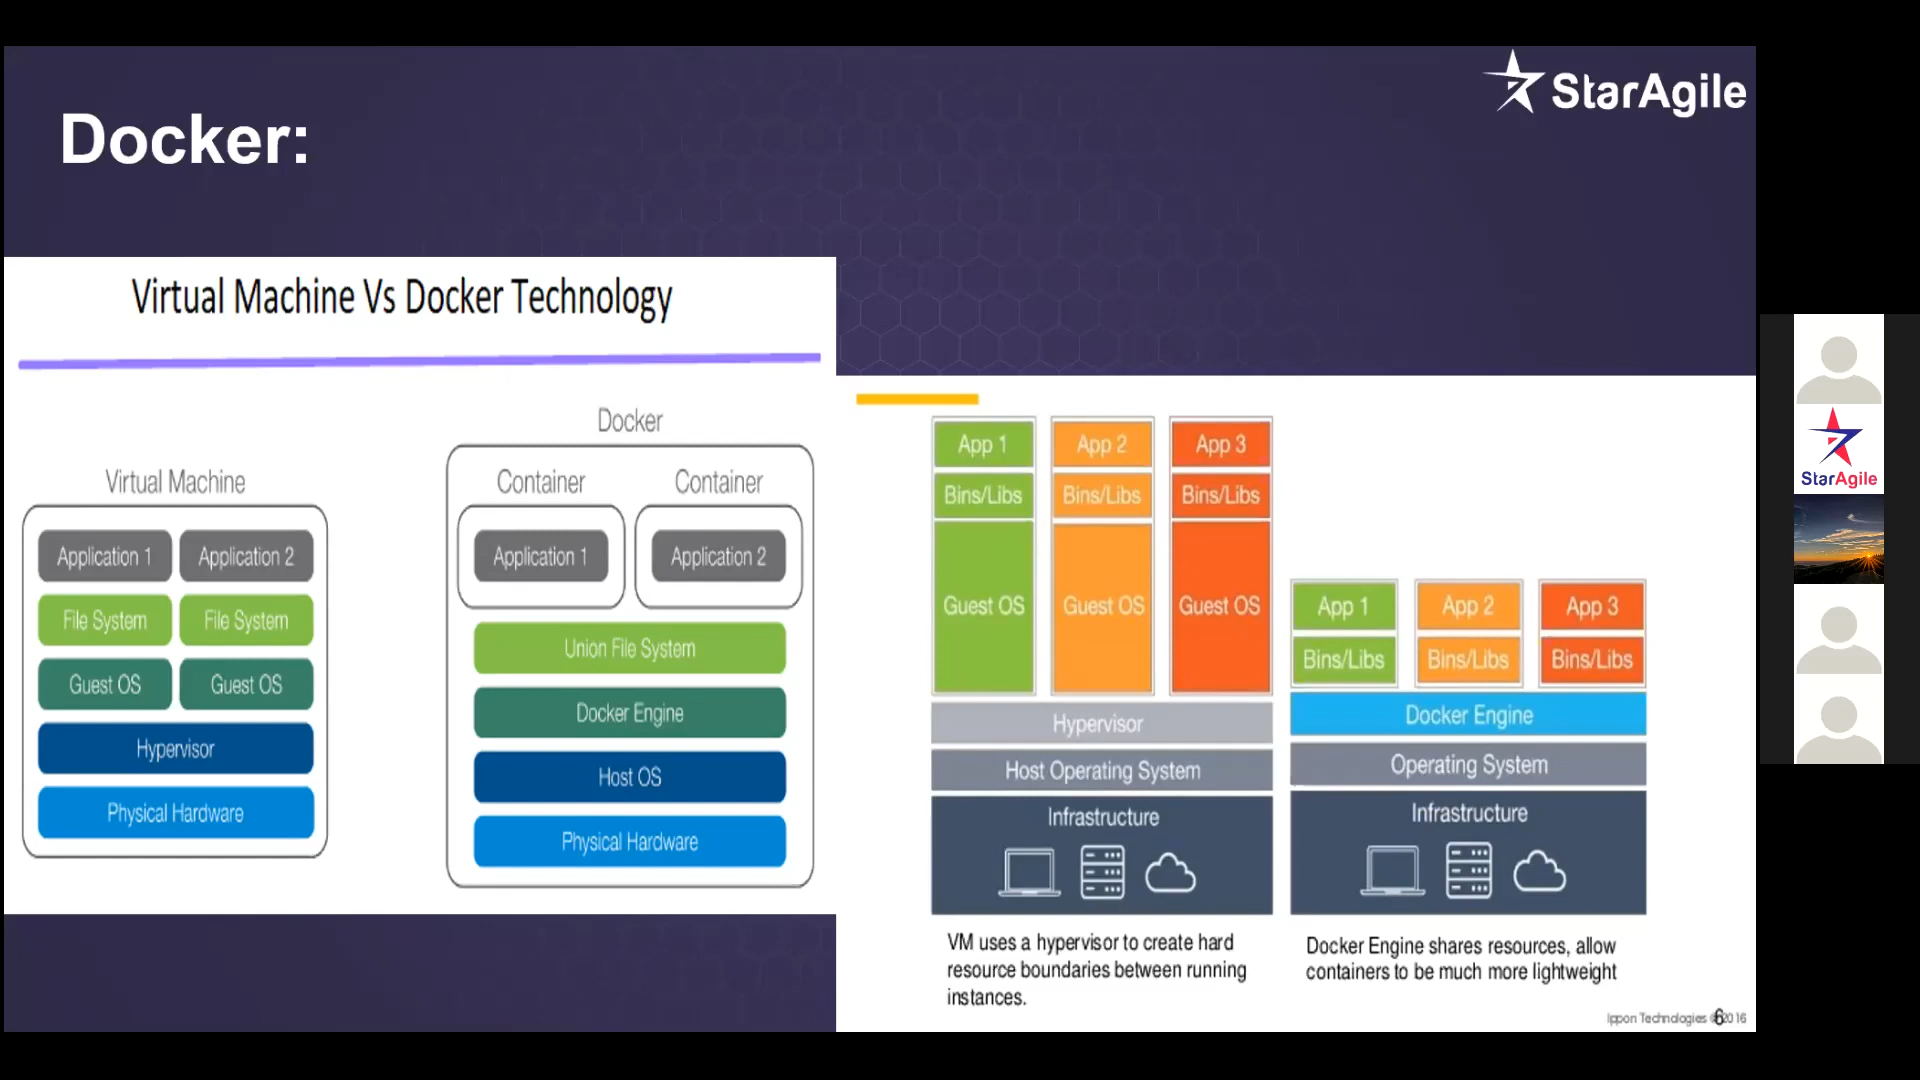 StarAgile
Docker:
Virtual Machine Vs Docker Technology
Virtual Machine
Application 1 Application 2
File System File System
Guest OS Guest OS
Hypervisor
Physical Hardware
Docker
Container Container
Application 1 Application 2
Union File System
Docker Engine
Host OS
Physical Hardware
App 1 App 2 App 3
Bins/Libs Bins/Libs Bins/Libs
Guest OS Guest OS Guest OS
Hypervisor
Host Operating System
Infrastructure
VM uses a hypervisor to create hard
resource boundaries between running
instances.
App 1 App 2 App 3
Bins/Libs Bins/Libs Bins/Libs
Docker Engine
Operating System
Infrastructure
Docker Engine shares resources, allow
containers to be much more lightweight
Ippon Technologies 2016
6
StarAgile